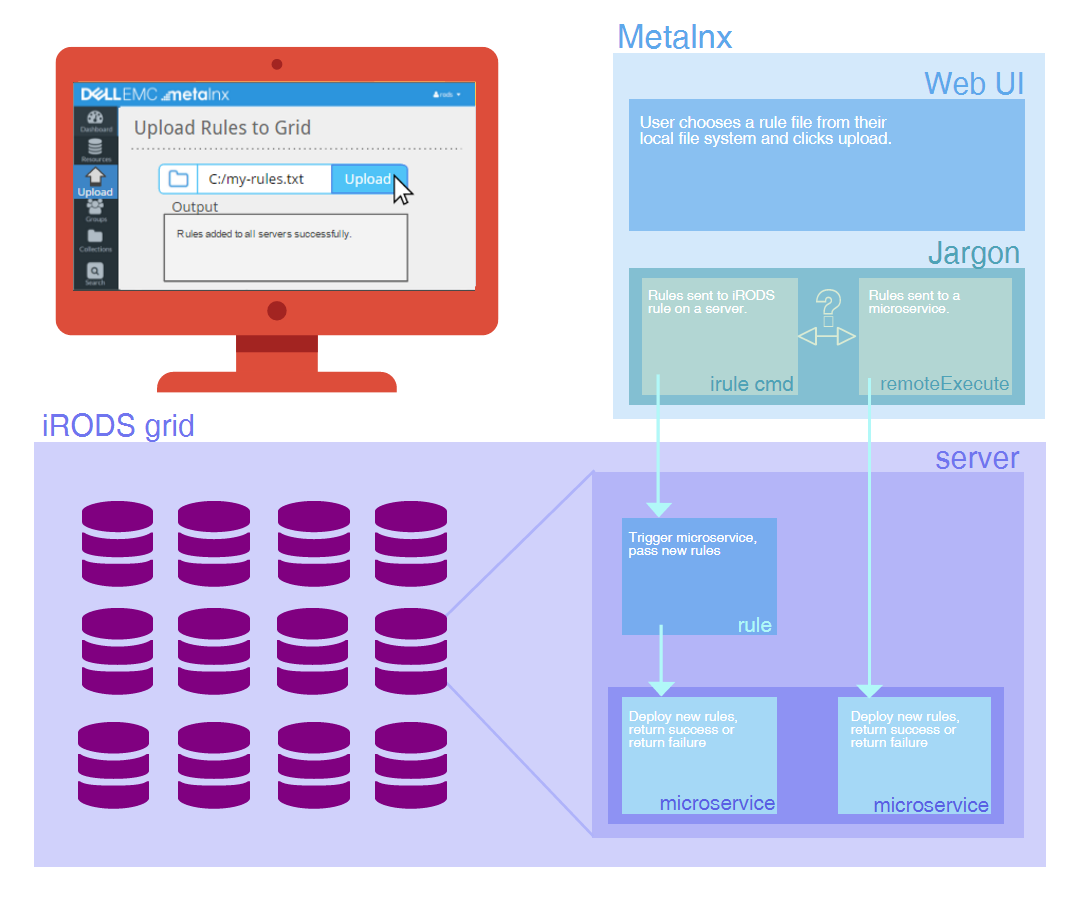 Metalnx
Web UI
User chooses a rule file from their
local file system and clicks upload.
DELLEMC metalnx
rods
Dashboard
Resources
Upload
Groups
Collections
Search
Upload Rules to Grid
C:/my-rules.txt
Upload
Output
Rules added to all servers successfully.
Jargon
Rules sent to iRODS
rule on a server.
irule cmd
?
Rules sent to a
microservice.
remoteExecute
iRODS grid
server
Trigger microservice,
pass new rules
rule
Deploy new rules,
return success or
return failure
microservice
Deploy new rules,
return success or
return failure
microservice